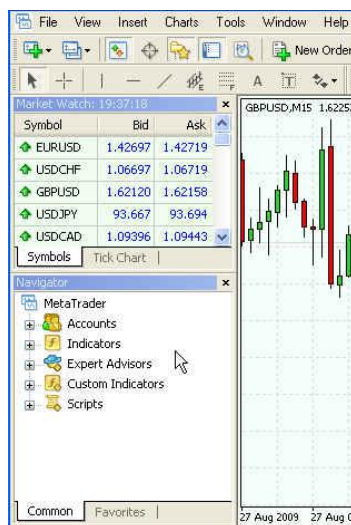 File View Insert Charts Tools Window Help
New Order
A T
Market Watch: 19:37:18
GBPUSD,M15
Symbol Bid Ask
EURUSD 1.42697 1.42719
USDCHF 1.06697 1.06719
GBPUSD 1.62120 1.62158
USDJPY 93.667 93.694
USDCAD 1.09396 1.09443
Symbols Tick Chart
Navigator
MetaTrader
Accounts
Indicators
Expert Advisors
Custom Indicators
Scripts
Common Favorites
27 Aug 2009 27 Aug